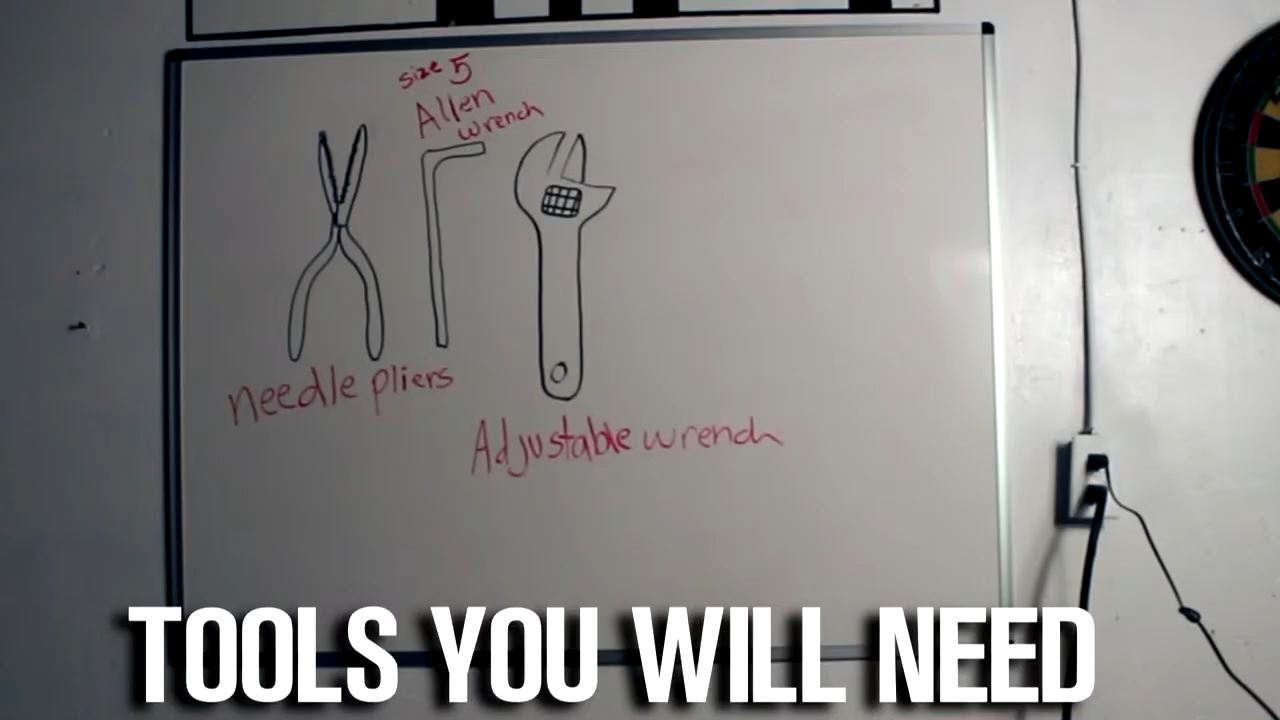 size 5
Allen
wrench
needle pliers
Adjustable wrench
TOOLS YOU WILL NEED